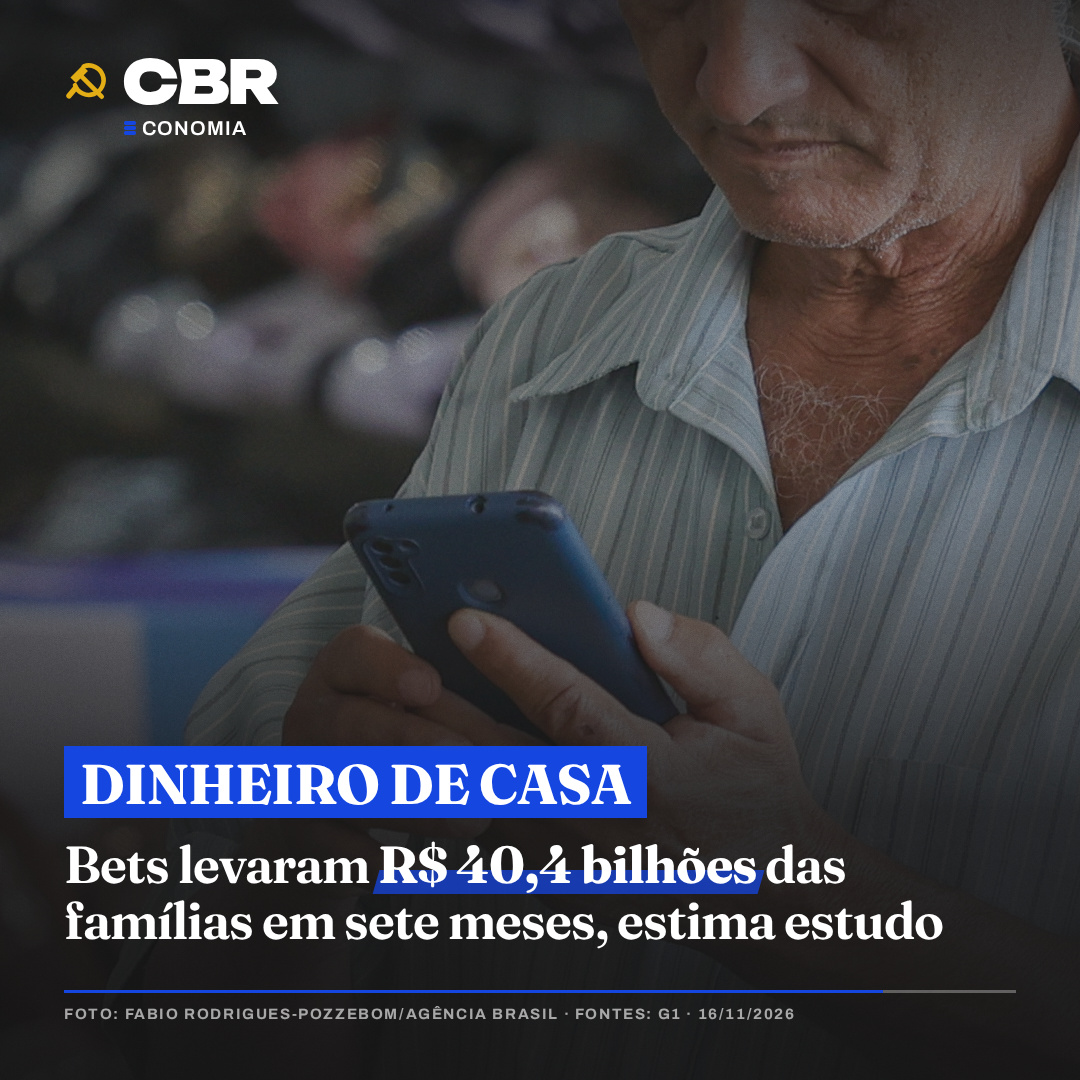 CBR
ECONOMIA
DINHEIRO DE CASA
Bets levaram R$ 40,4 bilhões das
famílias em sete meses, estima estudo
FOTO: FABIO RODRIGUES-POZZEBOM/AGÊNCIA BRASIL · FONTES: G1 · 16/11/2026